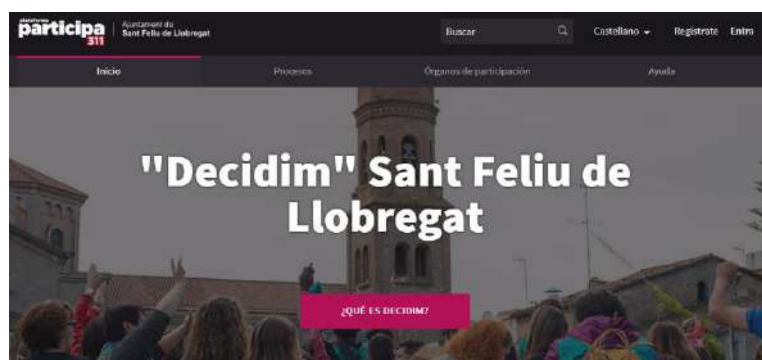 plataforma
participa
311
Ajuntament de
Sant Feliu de Llobregat
Buscar
Castellano
Regístrate
Entra
Inicio
Procesos
Órganos de participación
Ayuda
"Decidim" Sant Feliu de
Llobregat
¿QUÉ ES DECIDIM?